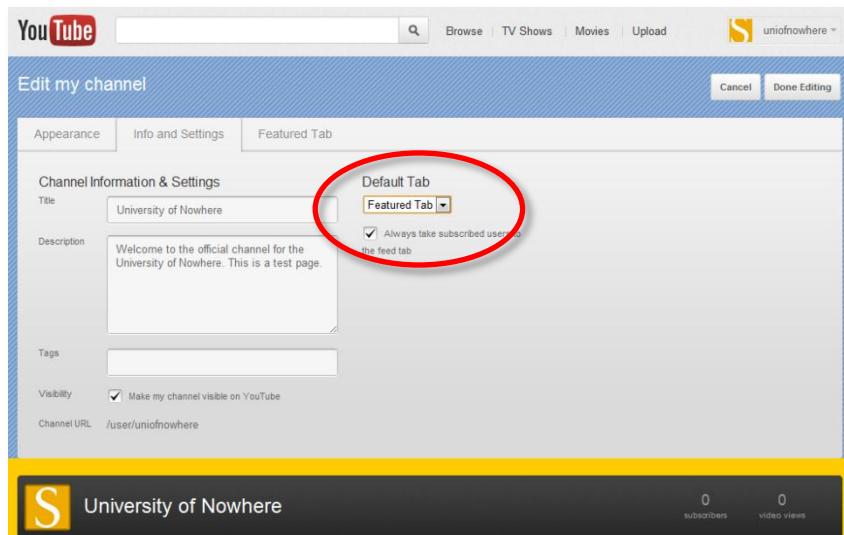 YouTube Browse TV Shows Movies Upload S uniofnowhere
Edit my channel Cancel Done Editing
Appearance Info and Settings Featured Tab
Channel Information & Settings
Title University of Nowhere
Description Welcome to the official channel for the
University of Nowhere. This is a test page.
Tags
Visibility Make my channel visible on YouTube
Channel URL /user/uniofnowhere
Default Tab
Featured Tab
Always take subscribed users to
the feed tab
S University of Nowhere
0 subscribers
0 video views